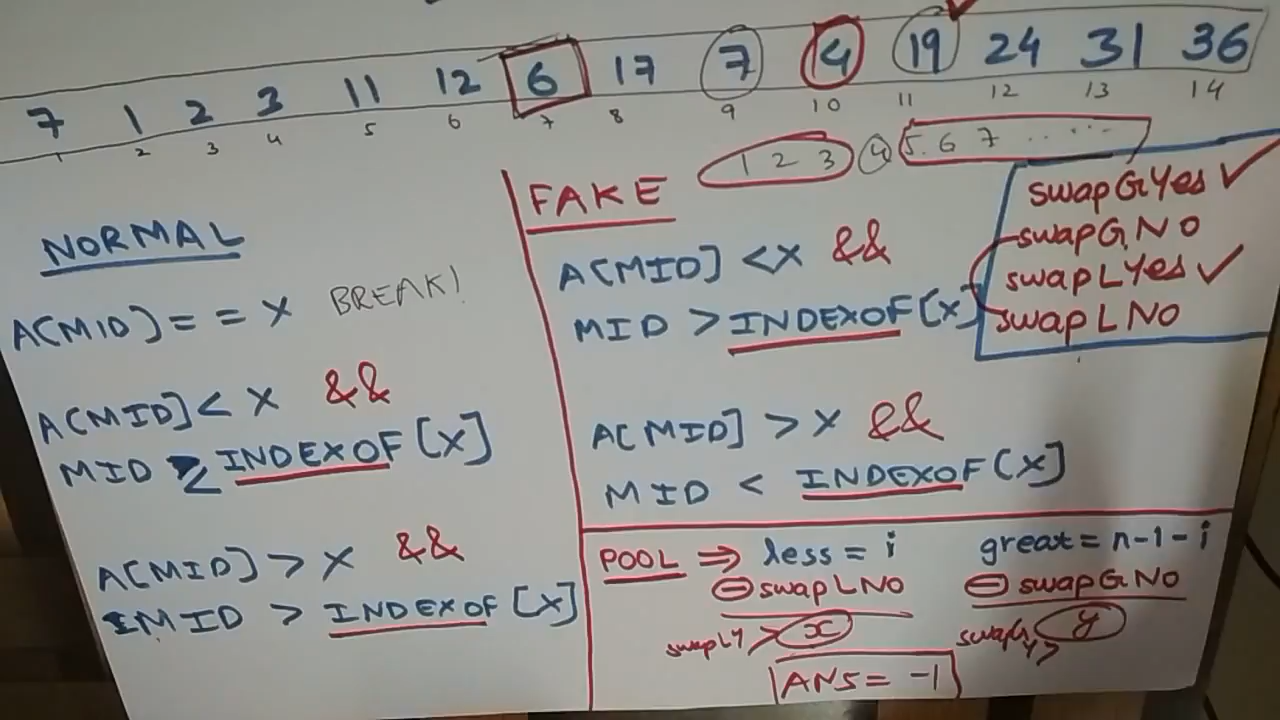 7 1 2 3 11 12 6 17 7 4 19 24 31 36
1 2 3 4 5 6 7 8 9 10 11 12 13 14
1 2 3 4 5. 6 7 ......
NORMAL
A[MID] == X BREAK!
A[MID] < X &&
MID < INDEXOF[X]
A[MID] > X &&
MID > INDEXOF[X]
FAKE
A[MID] < X &&
MID > INDEXOF[X]
A[MID] > X &&
MID < INDEXOF[X]
swapGYes ✓
swapGNO
swapLYes ✓
swapLNO
POOL ⇒ less = i great = n-1-i
⊖ swapLNO ⊖ swapGNO
swapLY > x swapGY > y
ANS = -1